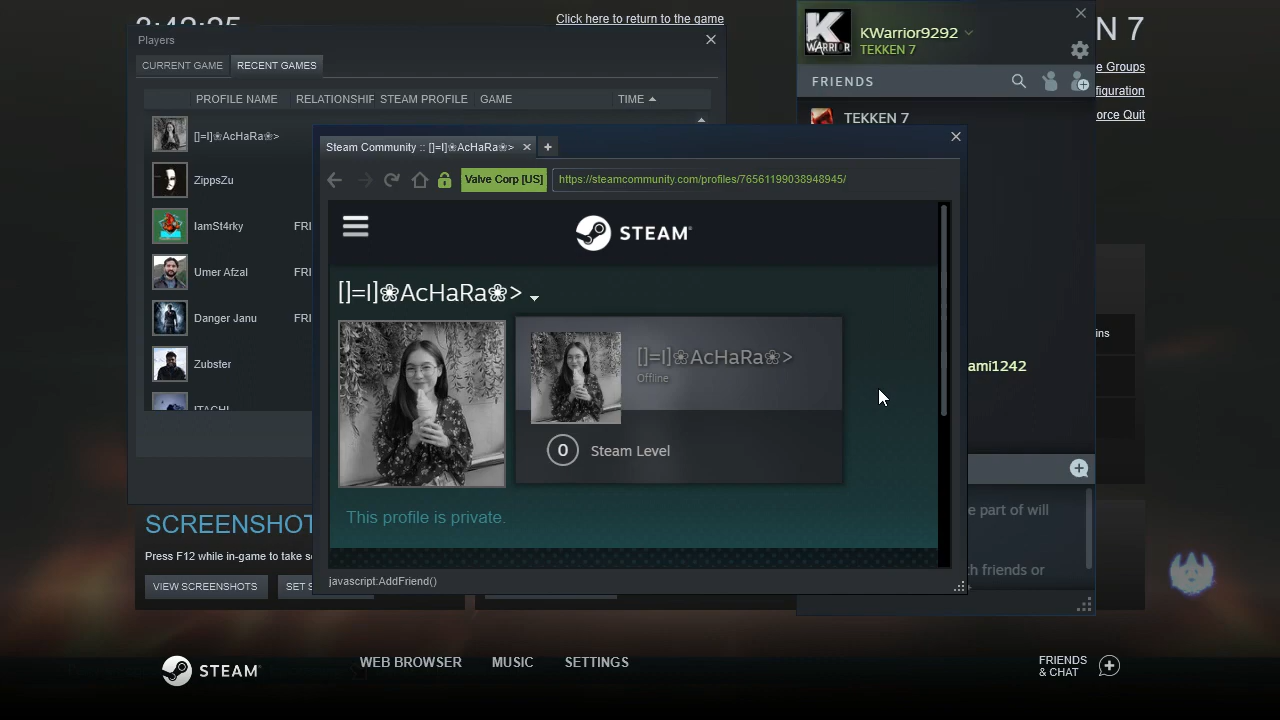 Click here to return to the game
Players
CURRENT GAME
RECENT GAMES
PROFILE NAME
RELATIONSHIP
STEAM PROFILE
GAME
TIME
[]=I]❀AcHaRa❀>
ZippsZu
IamSt4rky
FRI
Umer Afzal
FRI
Danger Janu
FRI
Zubster
ITACHI
KWarrior9292
TEKKEN 7
FRIENDS
TEKKEN 7
N 7
e Groups
figuration
orce Quit
Steam Community :: []=I]❀AcHaRa❀>
Valve Corp [US]
https://steamcommunity.com/profiles/76561199038948945/
STEAM
[]=I]❀AcHaRa❀>
[]=I]❀AcHaRa❀>
Offline
0 Steam Level
This profile is private.
javascript:AddFriend()
ins
ami1242
e part of will
h friends or
SCREENSHOT
Press F12 while in-game to take s
VIEW SCREENSHOTS
SET S
STEAM
WEB BROWSER
MUSIC
SETTINGS
FRIENDS
& CHAT